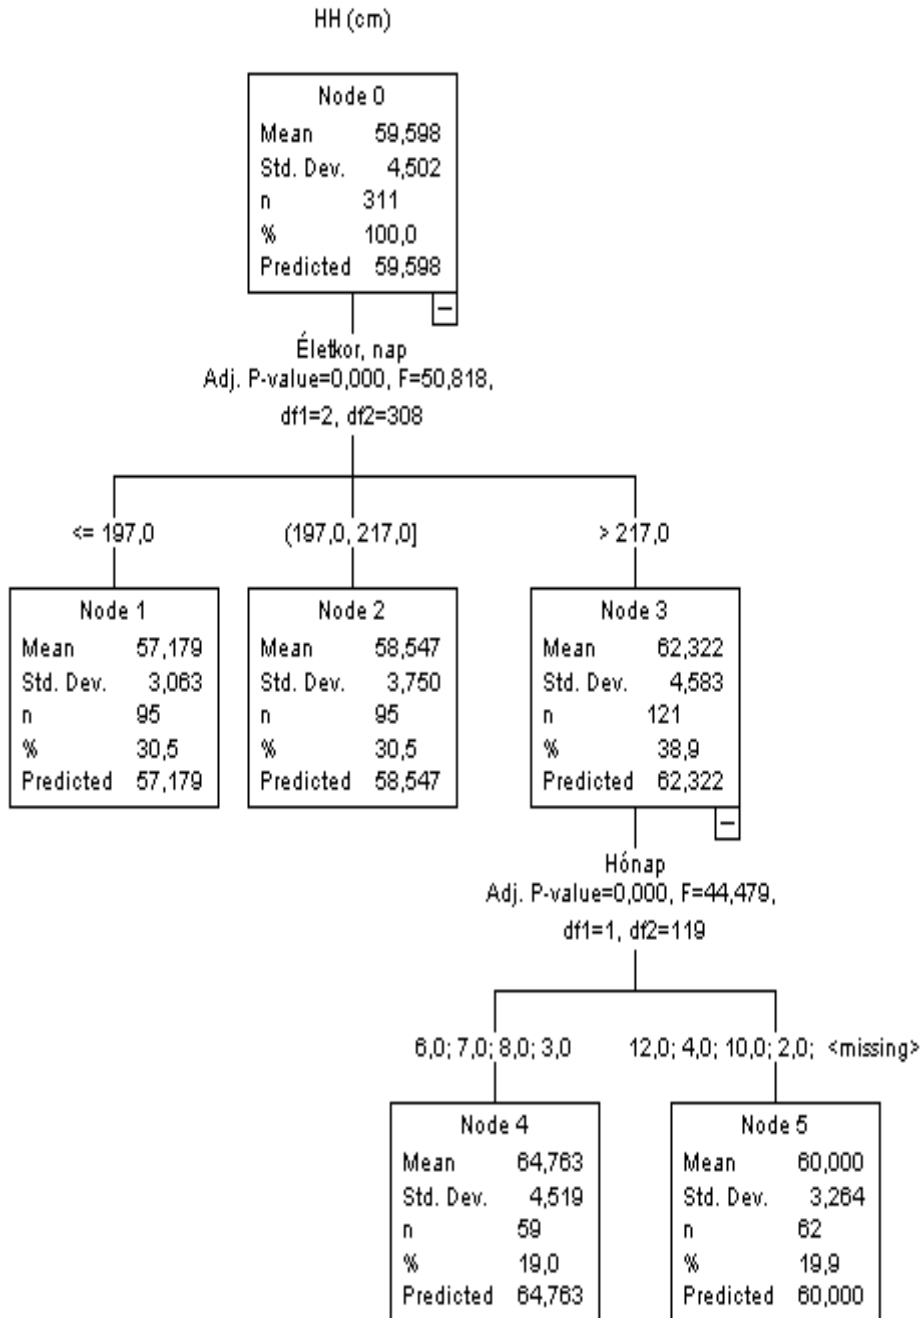 HH (cm)
Node 0
Mean 59,598
Std. Dev. 4,502
n 311
% 100,0
Predicted 59,598
Életkor, nap
Adj. P-value=0,000, F=50,818,
df1=2, df2=308
<= 197,0
(197,0, 217,0]
> 217,0
Node 1
Mean 57,179
Std. Dev. 3,063
n 95
% 30,5
Predicted 57,179
Node 2
Mean 58,547
Std. Dev. 3,750
n 95
% 30,5
Predicted 58,547
Node 3
Mean 62,322
Std. Dev. 4,583
n 121
% 38,9
Predicted 62,322
Hónap
Adj. P-value=0,000, F=44,479,
df1=1, df2=119
6,0; 7,0; 8,0; 3,0
12,0; 4,0; 10,0; 2,0; <missing>
Node 4
Mean 64,763
Std. Dev. 4,519
n 59
% 19,0
Predicted 64,763
Node 5
Mean 60,000
Std. Dev. 3,264
n 62
% 19,9
Predicted 60,000